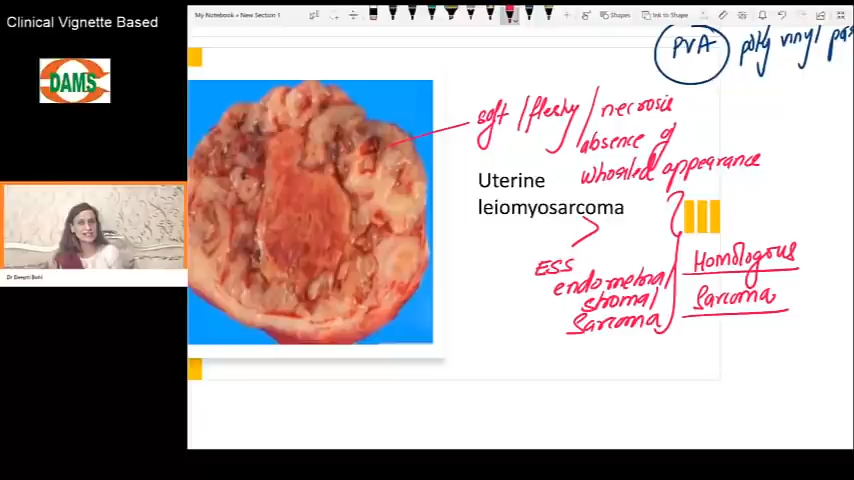 Clinical Vignette Based
DAMS
Dr Deepti Bahl
My Notebook > New Section 1
Shapes
Ink to Shape
PVA
poly vinyl
soft / fleshy / necrosis
absence of
whorled appearance
Uterine
leiomyosarcoma
>
ESS
endometrial
stromal
Sarcoma
Homologous
Sarcoma